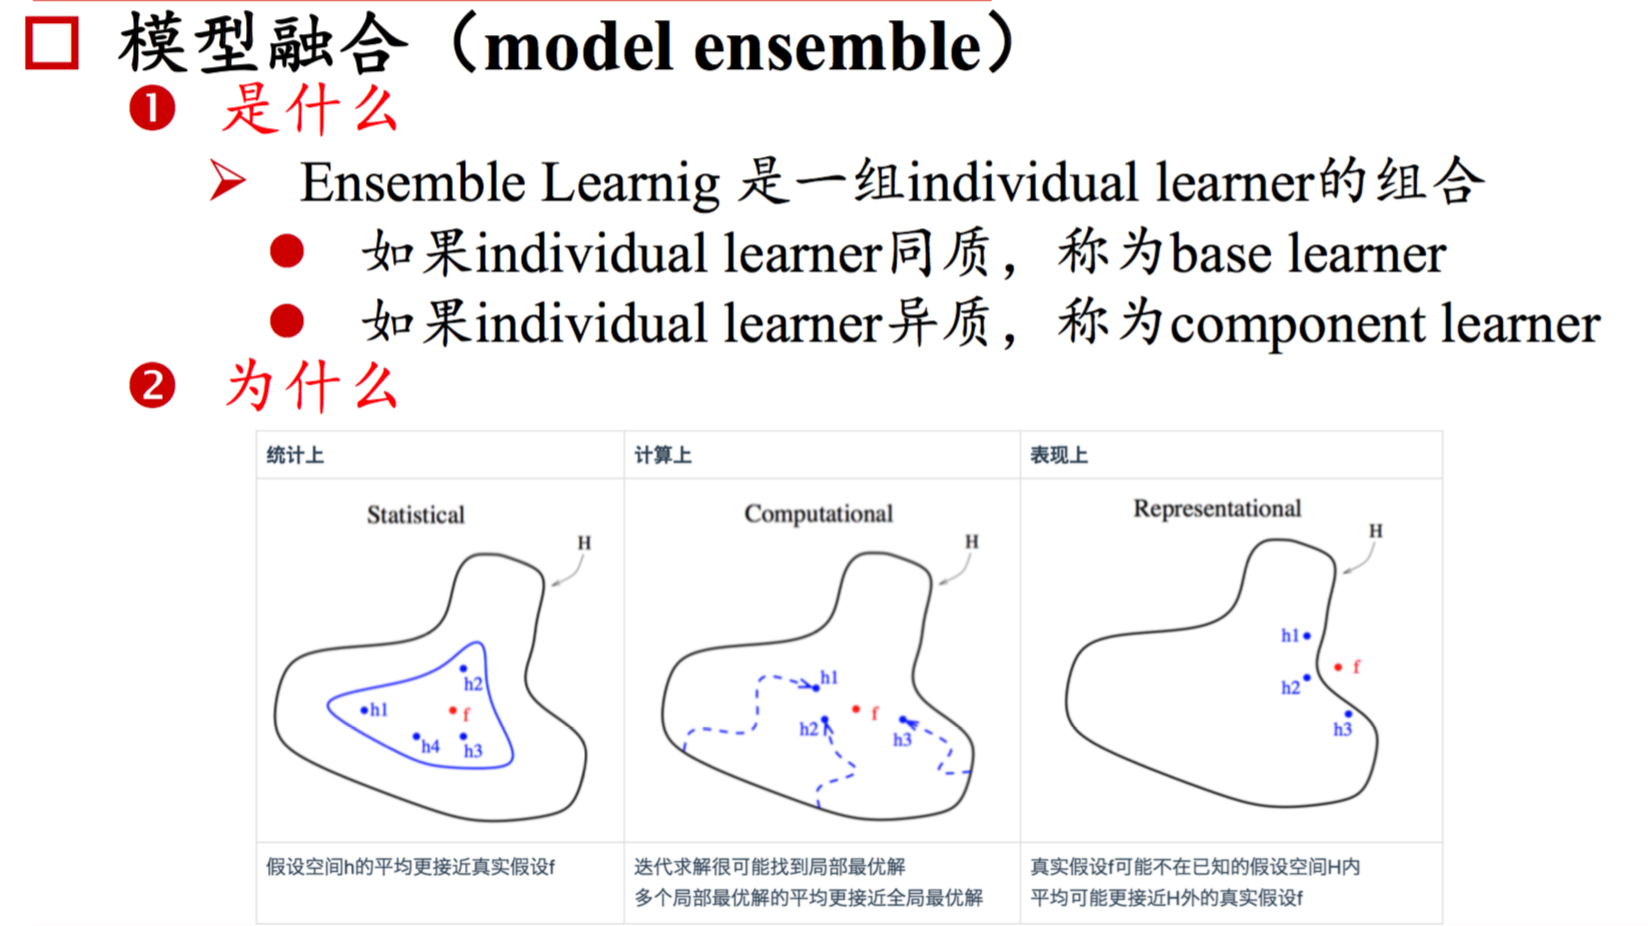 模型融合（model ensemble）
❶ 是什么
Ensemble Learnig 是一组individual learner的组合
如果individual learner同质，称为base learner
如果individual learner异质，称为component learner
❷ 为什么
统计上
计算上
表现上
Statistical
H
h2
h1
f
h4
h3
Computational
H
h1
f
h2
h3
Representational
H
h1
f
h2
h3
假设空间h的平均更接近真实假设f
迭代求解很可能找到局部最优解
多个局部最优解的平均更接近全局最优解
真实假设f可能不在已知的假设空间H内
平均可能更接近H外的真实假设f